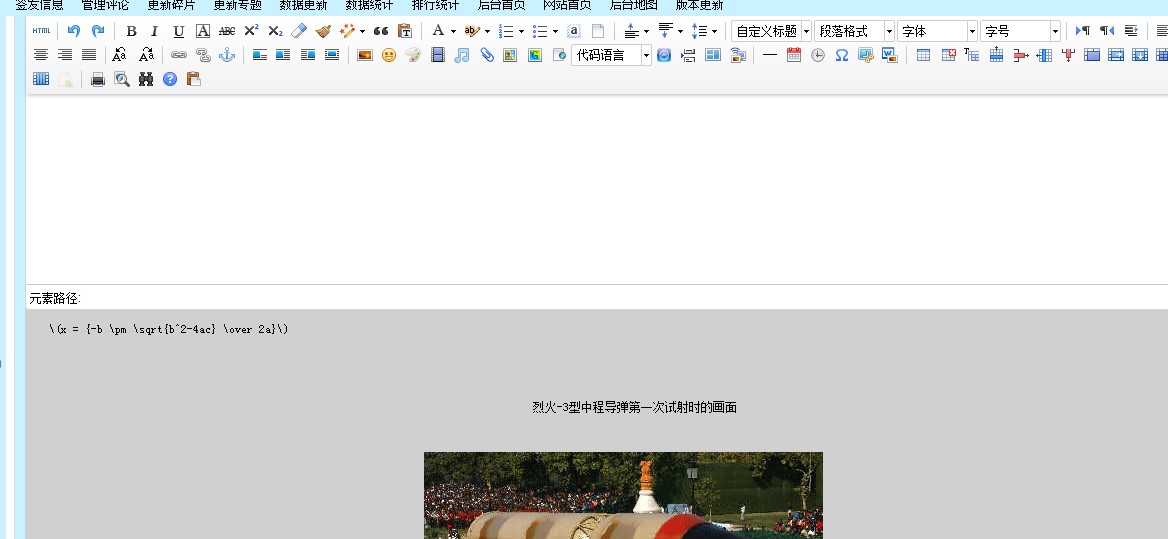 签发信息 管理评论 更新碎片 更新专题 数据更新 数据统计 排行统计 后台首页 网站首页 后台地图 版本更新
HTML B I U A ABC X² X₂ A ab a 自定义标题 段落格式 字体 字号
Aa Aa 代码语言 Ω
元素路径:
\(x = {-b \pm \sqrt{b^2-4ac} \over 2a}\)
烈火-3型中程导弹第一次试射时的画面